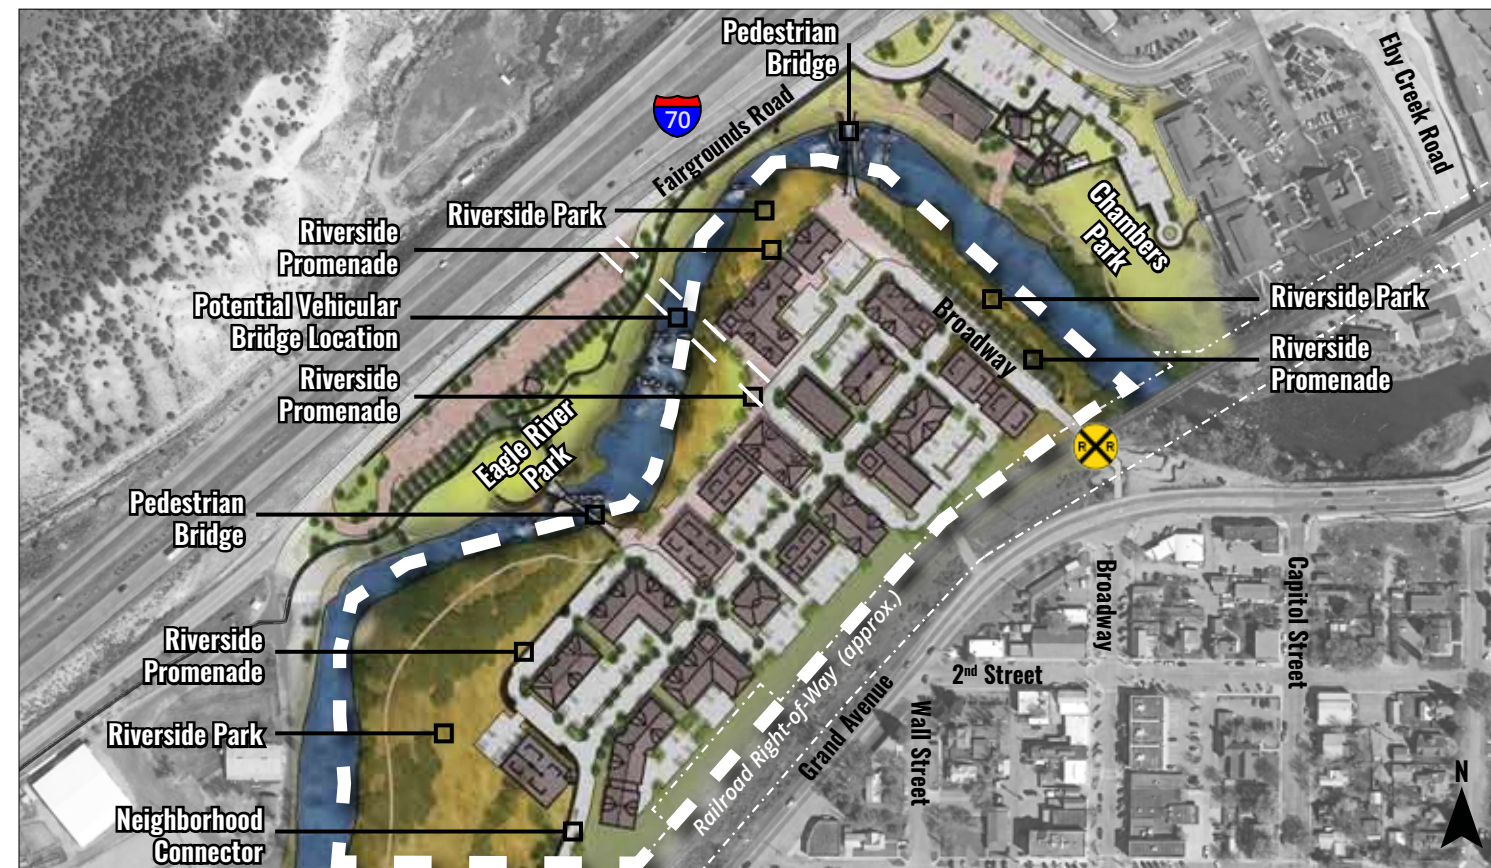 Pedestrian
Bridge
70
Fairgrounds Road
Eby Creek Road
Riverside Park
Riverside
Promenade
Chambers
Park
Potential Vehicular
Bridge Location
Riverside Park
Broadway
Riverside
Promenade
Riverside
Promenade
Eagle River
Park
R R
Pedestrian
Bridge
Broadway
Capitol Street
Railroad Right-of-Way (approx.)
Riverside
Promenade
2nd Street
Grand Avenue
Wall Street
Riverside Park
N
Neighborhood
Connector